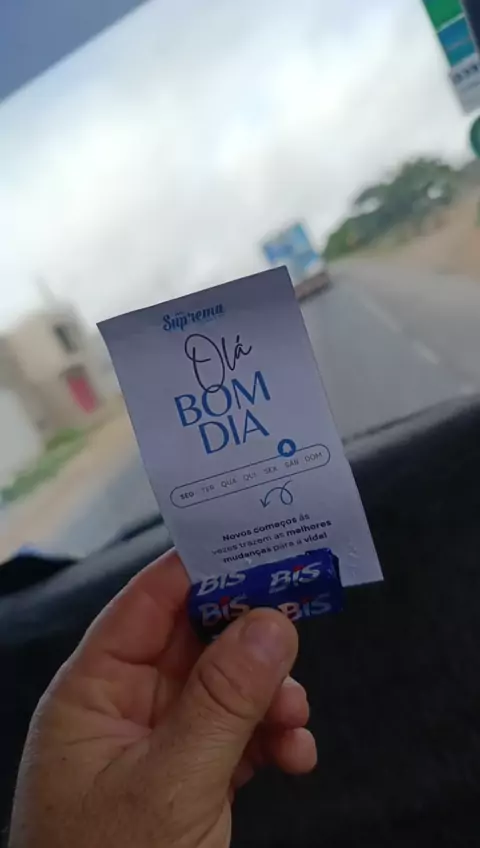 Suprema
Olá
BOM
DIA
SEG TER QUA QUI SEX SÁB DOM
Novos começos às
vezes trazem as melhores
mudanças para a vida!
BIS BIS
BIS BIS